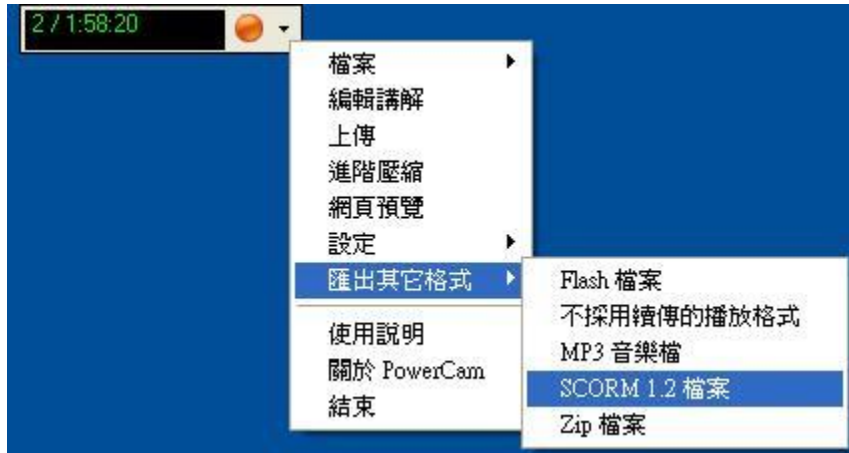 2 / 1:58:20
檔案
編輯講解
上傳
進階壓縮
網頁預覽
設定
匯出其它格式
使用說明
關於 PowerCam
結束
Flash 檔案
不採用續傳的播放格式
MP3 音樂檔
SCORM 1.2 檔案
Zip 檔案